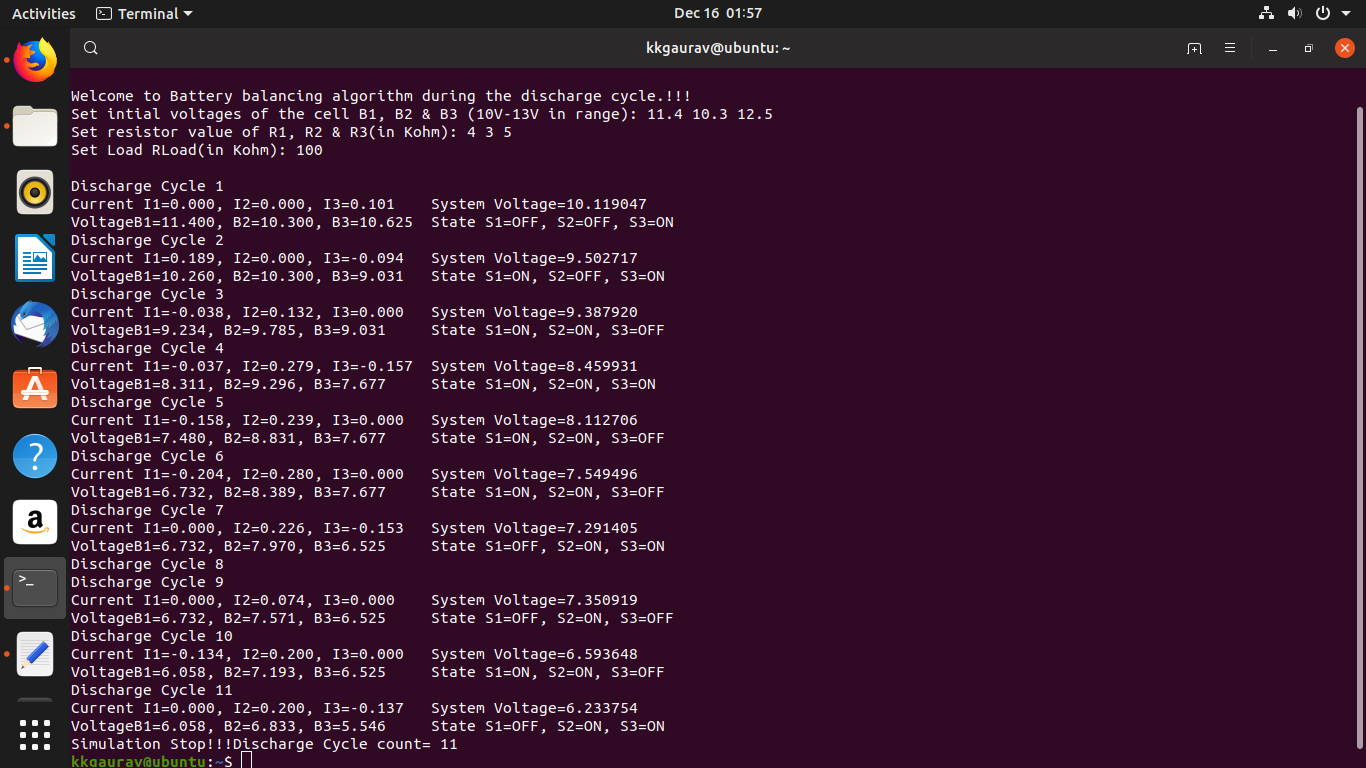 Activities Terminal Dec 16 01:57
kkgaurav@ubuntu: ~
Welcome to Battery balancing algorithm during the discharge cycle.!!!
Set intial voltages of the cell B1, B2 & B3 (10V-13V in range): 11.4 10.3 12.5
Set resistor value of R1, R2 & R3(in Kohm): 4 3 5
Set Load RLoad(in Kohm): 100
Discharge Cycle 1
Current I1=0.000, I2=0.000, I3=0.101 System Voltage=10.119047
VoltageB1=11.400, B2=10.300, B3=10.625 State S1=OFF, S2=OFF, S3=ON
Discharge Cycle 2
Current I1=0.189, I2=0.000, I3=-0.094 System Voltage=9.502717
VoltageB1=10.260, B2=10.300, B3=9.031 State S1=ON, S2=OFF, S3=ON
Discharge Cycle 3
Current I1=-0.038, I2=0.132, I3=0.000 System Voltage=9.387920
VoltageB1=9.234, B2=9.785, B3=9.031 State S1=ON, S2=ON, S3=OFF
Discharge Cycle 4
Current I1=-0.037, I2=0.279, I3=-0.157 System Voltage=8.459931
VoltageB1=8.311, B2=9.296, B3=7.677 State S1=ON, S2=ON, S3=ON
Discharge Cycle 5
Current I1=-0.158, I2=0.239, I3=0.000 System Voltage=8.112706
VoltageB1=7.480, B2=8.831, B3=7.677 State S1=ON, S2=ON, S3=OFF
Discharge Cycle 6
Current I1=-0.204, I2=0.280, I3=0.000 System Voltage=7.549496
VoltageB1=6.732, B2=8.389, B3=7.677 State S1=ON, S2=ON, S3=OFF
Discharge Cycle 7
Current I1=0.000, I2=0.226, I3=-0.153 System Voltage=7.291405
VoltageB1=6.732, B2=7.970, B3=6.525 State S1=OFF, S2=ON, S3=ON
Discharge Cycle 8
Discharge Cycle 9
Current I1=0.000, I2=0.074, I3=0.000 System Voltage=7.350919
VoltageB1=6.732, B2=7.571, B3=6.525 State S1=OFF, S2=ON, S3=OFF
Discharge Cycle 10
Current I1=-0.134, I2=0.200, I3=0.000 System Voltage=6.593648
VoltageB1=6.058, B2=7.193, B3=6.525 State S1=ON, S2=ON, S3=OFF
Discharge Cycle 11
Current I1=0.000, I2=0.200, I3=-0.137 System Voltage=6.233754
VoltageB1=6.058, B2=6.833, B3=5.546 State S1=OFF, S2=ON, S3=ON
Simulation Stop!!!Discharge Cycle count= 11
kkgaurav@ubuntu:~$